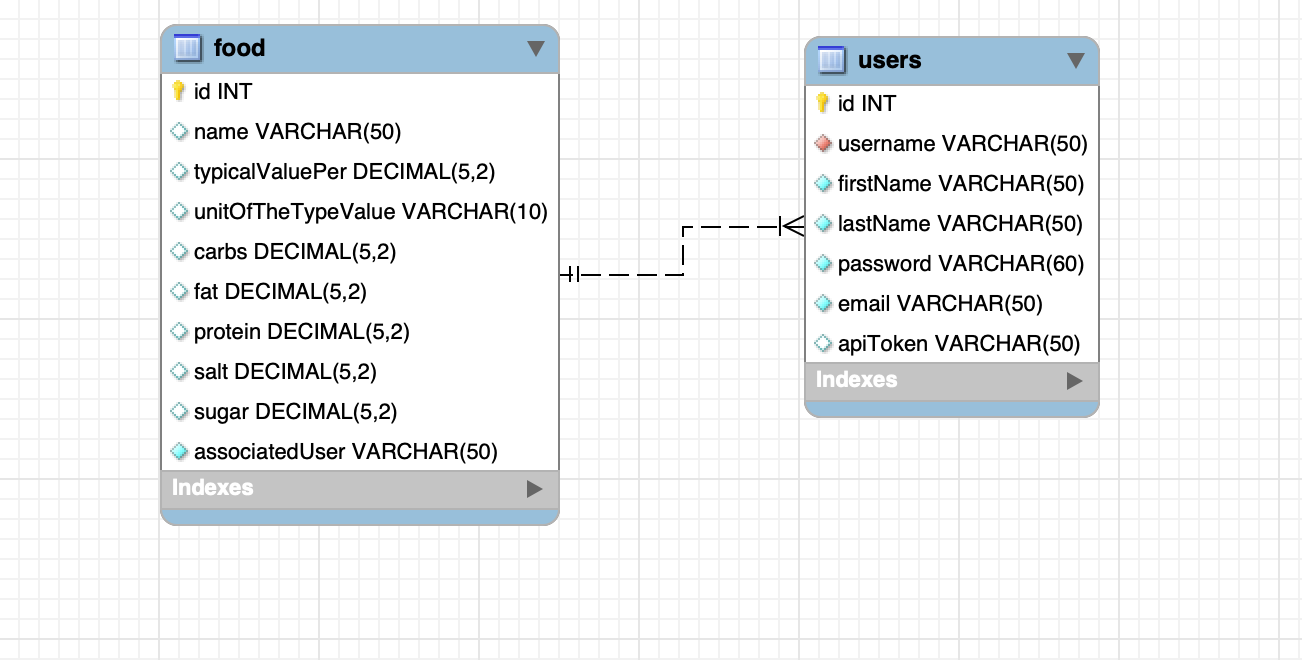 food
id INT
name VARCHAR(50)
typicalValuePer DECIMAL(5,2)
unitOfTheTypeValue VARCHAR(10)
carbs DECIMAL(5,2)
fat DECIMAL(5,2)
protein DECIMAL(5,2)
salt DECIMAL(5,2)
sugar DECIMAL(5,2)
associatedUser VARCHAR(50)
Indexes
users
id INT
username VARCHAR(50)
firstName VARCHAR(50)
lastName VARCHAR(50)
password VARCHAR(60)
email VARCHAR(50)
apiToken VARCHAR(50)
Indexes